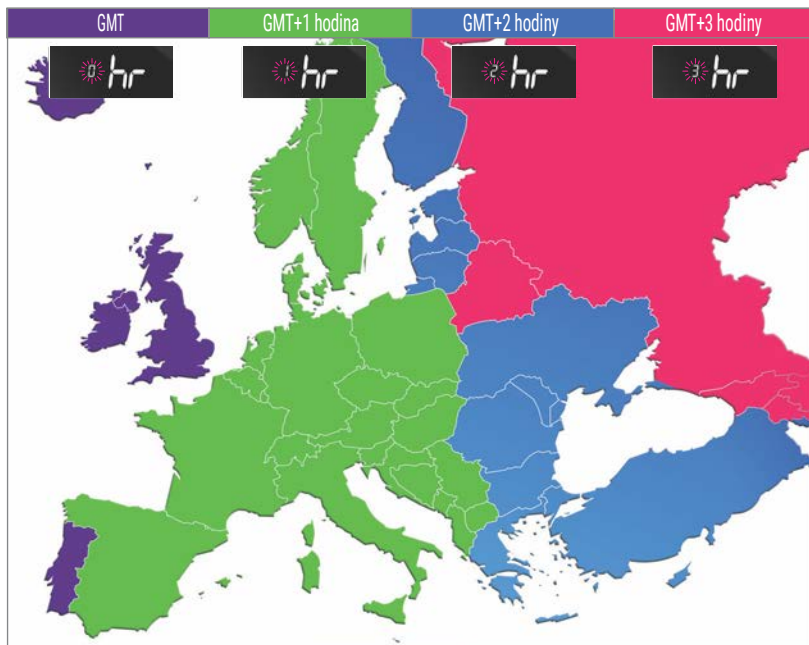 GMT
GMT+1 hodina
GMT+2 hodiny
GMT+3 hodiny
0 hr
1 hr
2 hr
3 hr